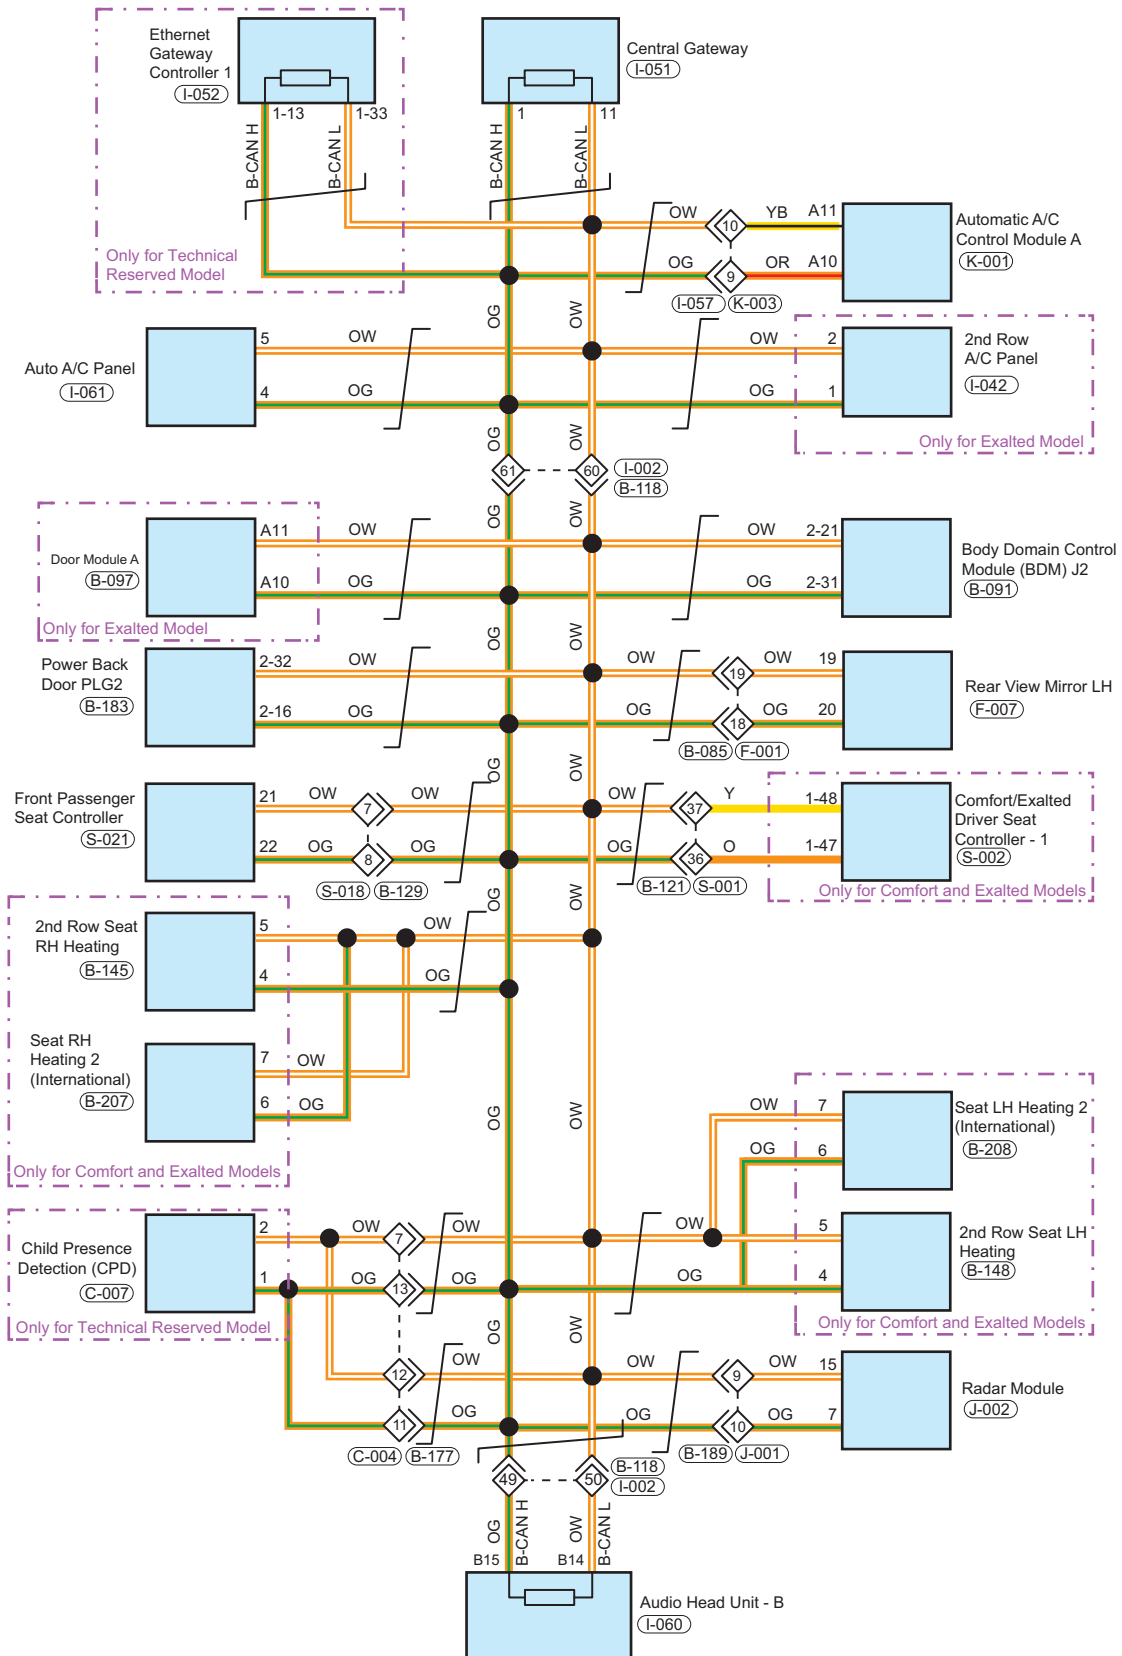 Ethernet
Gateway
Controller 1
I-052
Central Gateway
I-051
1-13
1-33
1
11
B-CAN H
B-CAN L
B-CAN H
B-CAN L
Only for Technical
Reserved Model
OW
10
YB
A11
OG
9
OR
A10
I-057
K-003
Automatic A/C
Control Module A
K-001
OG
OW
Auto A/C Panel
I-061
5
OW
4
OG
OW
2
OG
1
2nd Row
A/C Panel
I-042
Only for Exalted Model
OG
OW
61
60
I-002
B-118
OG
OW
Door Module A
B-097
A11
OW
A10
OG
Only for Exalted Model
OW
2-21
OG
2-31
Body Domain Control
Module (BDM) J2
B-091
OG
OW
Power Back
Door PLG2
B-183
2-32
OW
2-16
OG
OW
19
OW
19
OG
18
OG
20
B-085
F-001
Rear View Mirror LH
F-007
OG
OW
Front Passenger
Seat Controller
S-021
21
OW
7
OW
22
OG
8
OG
S-018
B-129
OW
37
Y
1-48
OG
36
O
1-47
B-121
S-001
Comfort/Exalted
Driver Seat
Controller - 1
S-002
Only for Comfort and Exalted Models
OG
OW
2nd Row Seat
RH Heating
B-145
5
OW
4
OG
Seat RH
Heating 2
(International)
B-207
7
OW
6
OG
Only for Comfort and Exalted Models
OG
OW
OW
7
OG
6
Seat LH Heating 2
(International)
B-208
OW
5
OG
4
2nd Row Seat LH
Heating
B-148
Only for Comfort and Exalted Models
Child Presence
Detection (CPD)
C-007
2
OW
7
OW
1
OG
13
OG
Only for Technical Reserved Model
OG
OW
12
OW
11
OG
C-004
B-177
OW
9
OW
15
OG
10
OG
7
B-189
J-001
Radar Module
J-002
49
50
B-118
I-002
OG
B-CAN H
OW
B-CAN L
B15
B14
Audio Head Unit - B
I-060